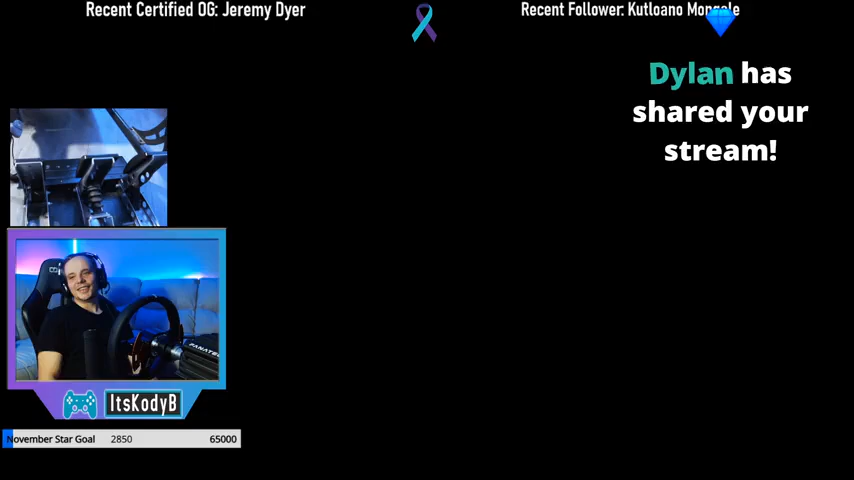 Recent Certified OG: Jeremy Dyer
Recent Follower: Kutloano
Dylan has
shared your
stream!
FANATEC
ItsKodyB
November Star Goal 2850 65000